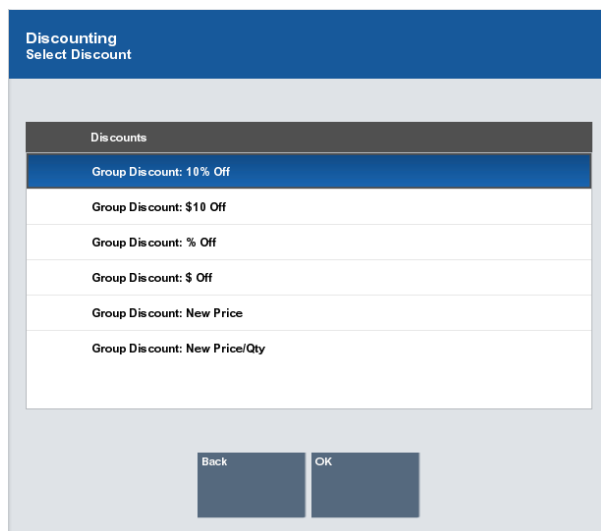 Discounting
Select Discount
Discounts
Group Discount: 10% Off
Group Discount: $10 Off
Group Discount: % Off
Group Discount: $ Off
Group Discount: New Price
Group Discount: New Price/Qty
Back
OK